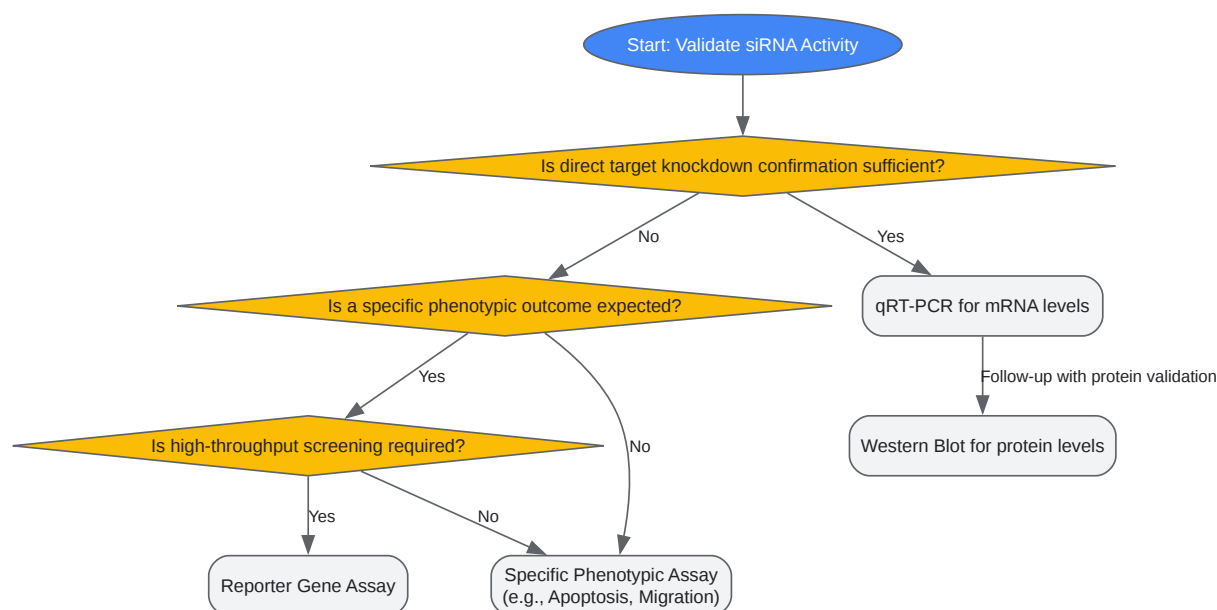 Start: Validate siRNA Activity
Is direct target knockdown confirmation sufficient?
No
Yes
Is a specific phenotypic outcome expected?
qRT-PCR for mRNA levels
Yes
Follow-up with protein validation
Is high-throughput screening required?
No
Western Blot for protein levels
Yes
No
Reporter Gene Assay
Specific Phenotypic Assay
(e.g., Apoptosis, Migration)